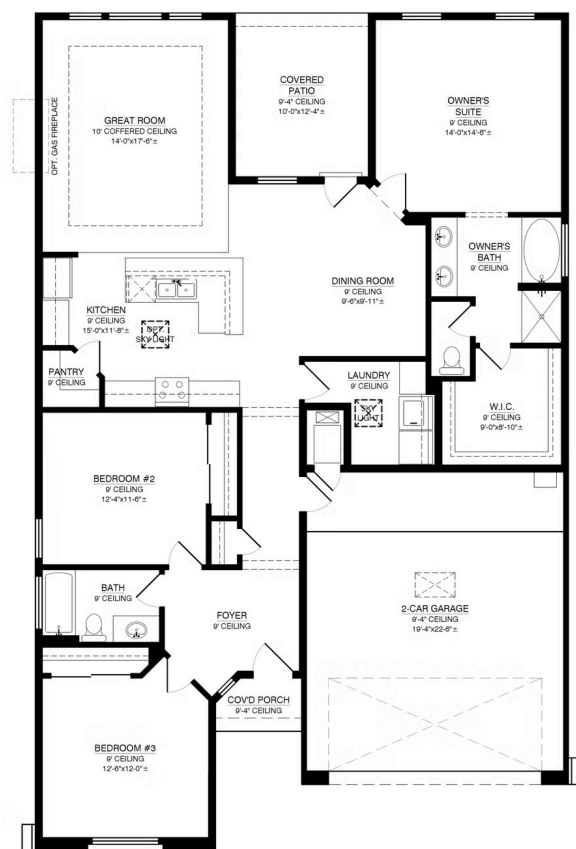 COVERED
PATIO
9'-4" CEILING
10'-0"x12'-4"±
OWNER'S
SUITE
9' CEILING
14'-0"x14'-6"±
GREAT ROOM
10' COFFERED CEILING
14'-0"x17'-6"±
OPT. GAS FIREPLACE
OWNER'S
BATH
9' CEILING
DINING ROOM
9' CEILING
9'-6"x9'-11"±
KITCHEN
9' CEILING
15'-0"x11'-8"±
OPT.
SKY LIGHT
PANTRY
9' CEILING
LAUNDRY
9' CEILING
SKY
LIGHT
W.I.C.
9' CEILING
9'-0"x8'-10"±
BEDROOM #2
9' CEILING
12'-4"x11'-6"±
BATH
9' CEILING
FOYER
9' CEILING
2-CAR GARAGE
9'-4" CEILING
19'-4"x22'-6"±
COV'D PORCH
9'-4" CEILING
BEDROOM #3
9' CEILING
12'-6"x12'-0"±